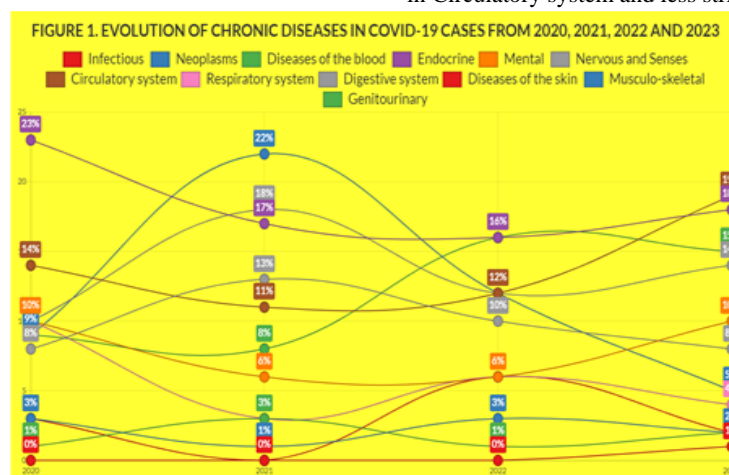 in Circulatory system and less stri
FIGURE 1. EVOLUTION OF CHRONIC DISEASES IN COVID-19 CASES FROM 2020, 2021, 2022 AND 2023
Infectious Neoplasms Diseases of the blood Endocrine Mental Nervous and Senses
Circulatory system Respiratory system Digestive system Diseases of the skin Musculo-skeletal
Genitourinary
25
23% 22%
20
18% 17% 16% 18%
14% 13% 11% 12%
10% 9% 8% 10%
8% 6% 6%
5
3% 3% 3%
1% 1% 1%
0% 0% 0%
0
2020 2021 2022